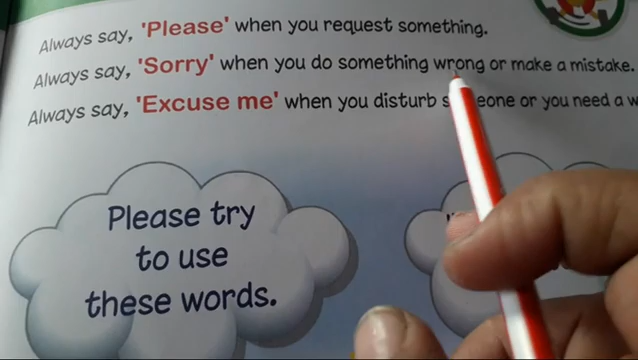 Always say, 'Please' when you request something.
Always say, 'Sorry' when you do something wrong or make a mistake.
Always say, 'Excuse me' when you disturb or you need a
Please try
to use
these words.